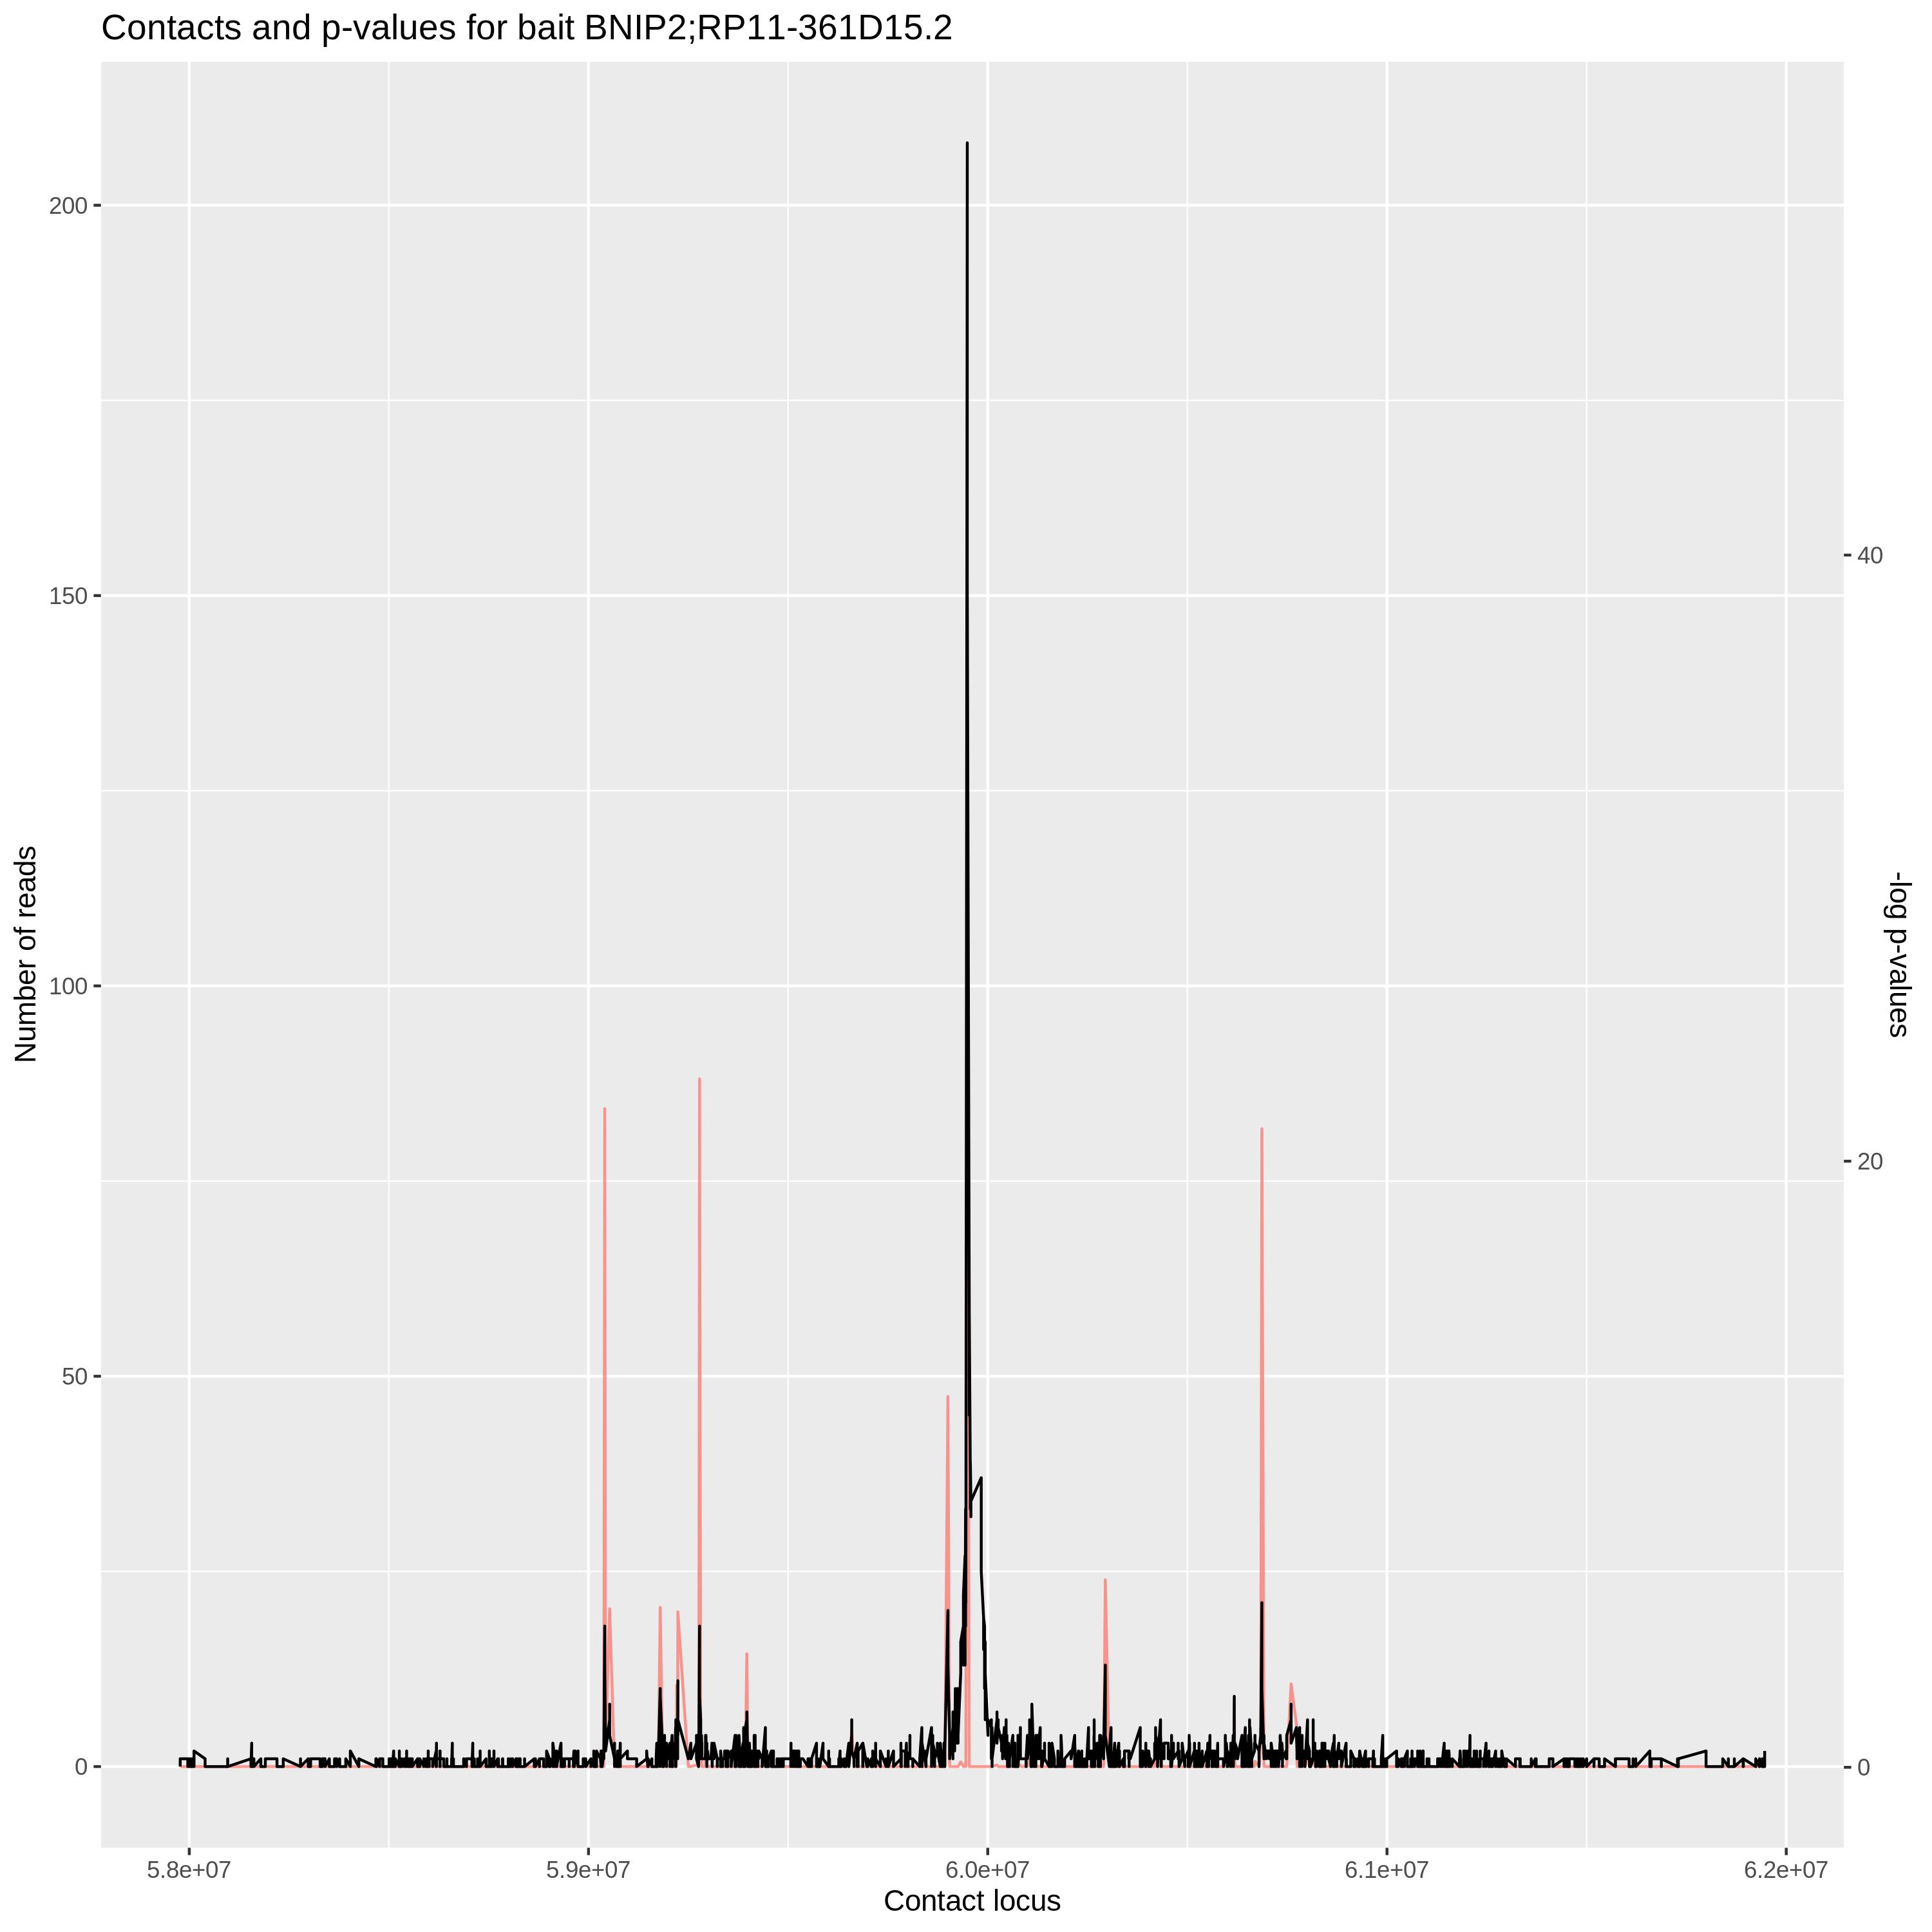 Contacts and p-values for bait BNIP2;RP11-361D15.2
200
150
100
50
0
Number of reads
40
20
0
-log p-values
5.8e+07 5.9e+07 6.0e+07 6.1e+07 6.2e+07
Contact locus